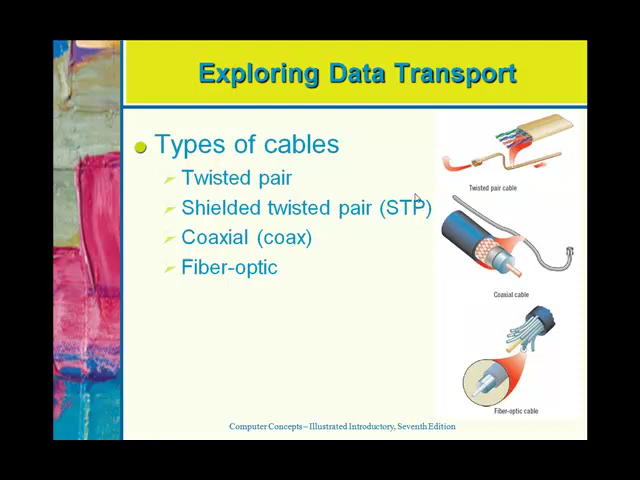 Exploring Data Transport
Types of cables
Twisted pair
Shielded twisted pair (STP)
Coaxial (coax)
Fiber-optic
Twisted pair cable
Coaxial cable
Fiber-optic cable
Computer Concepts – Illustrated Introductory, Seventh Edition